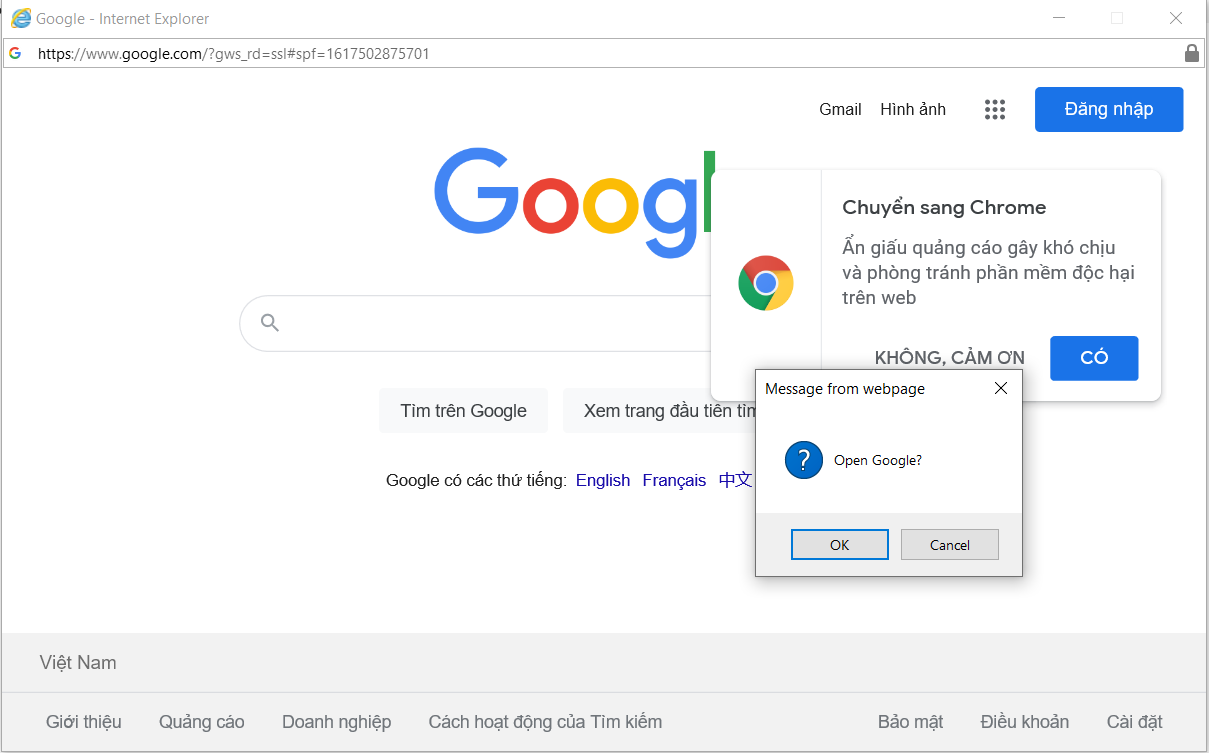 Google - Internet Explorer
https://www.google.com/?gws_rd=ssl#spf=1617502875701
Gmail Hình ảnh Đăng nhập
Googl
Chuyển sang Chrome
Ẩn giấu quảng cáo gây khó chịu
và phòng tránh phần mềm độc hại
trên web
KHÔNG, CẢM ƠN CÓ
Message from webpage
Open Google?
OK Cancel
Tìm trên Google Xem trang đầu tiên tìm
Google có các thứ tiếng: English Français 中文
Việt Nam
Giới thiệu Quảng cáo Doanh nghiệp Cách hoạt động của Tìm kiếm Bảo mật Điều khoản Cài đặt